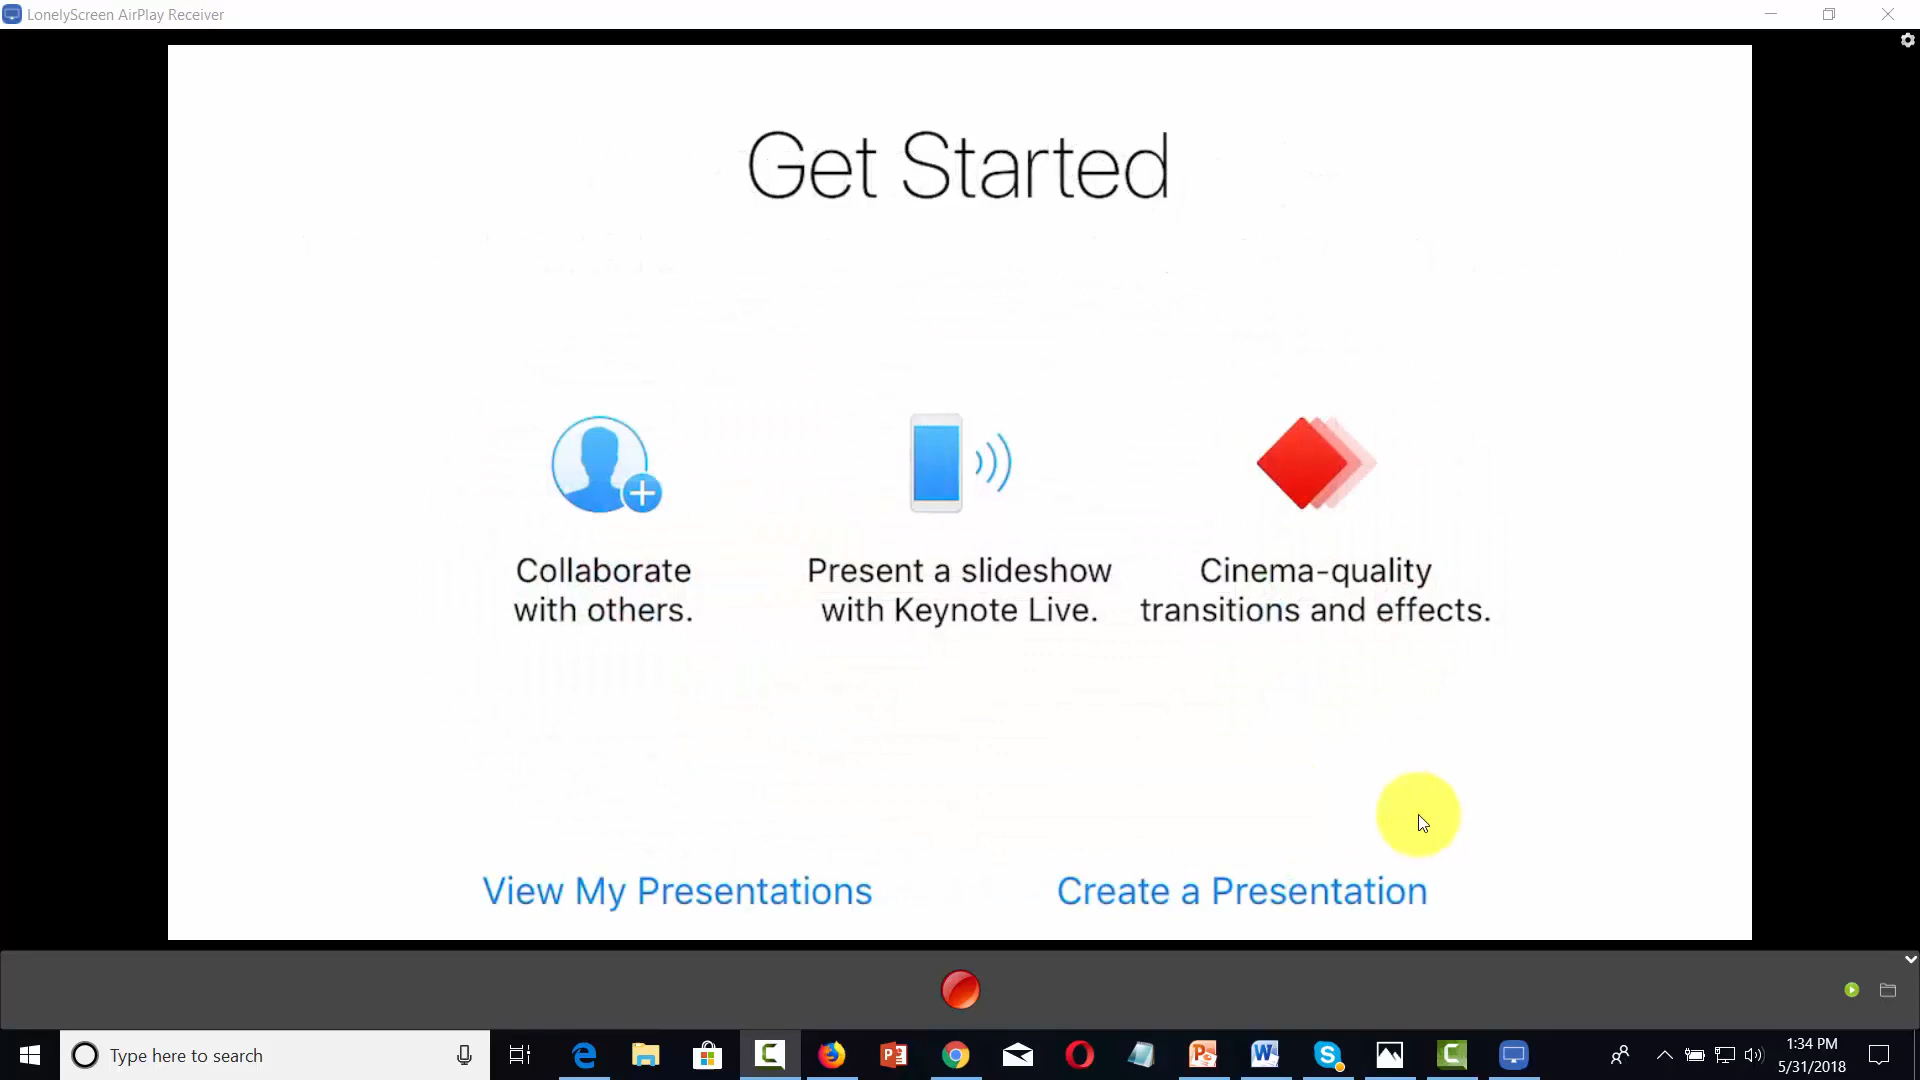 LonelyScreen AirPlay Receiver
Get Started
Collaborate
with others.
Present a slideshow
with Keynote Live.
Cinema-quality
transitions and effects.
View My Presentations
Create a Presentation
Type here to search
1:34 PM
5/31/2018